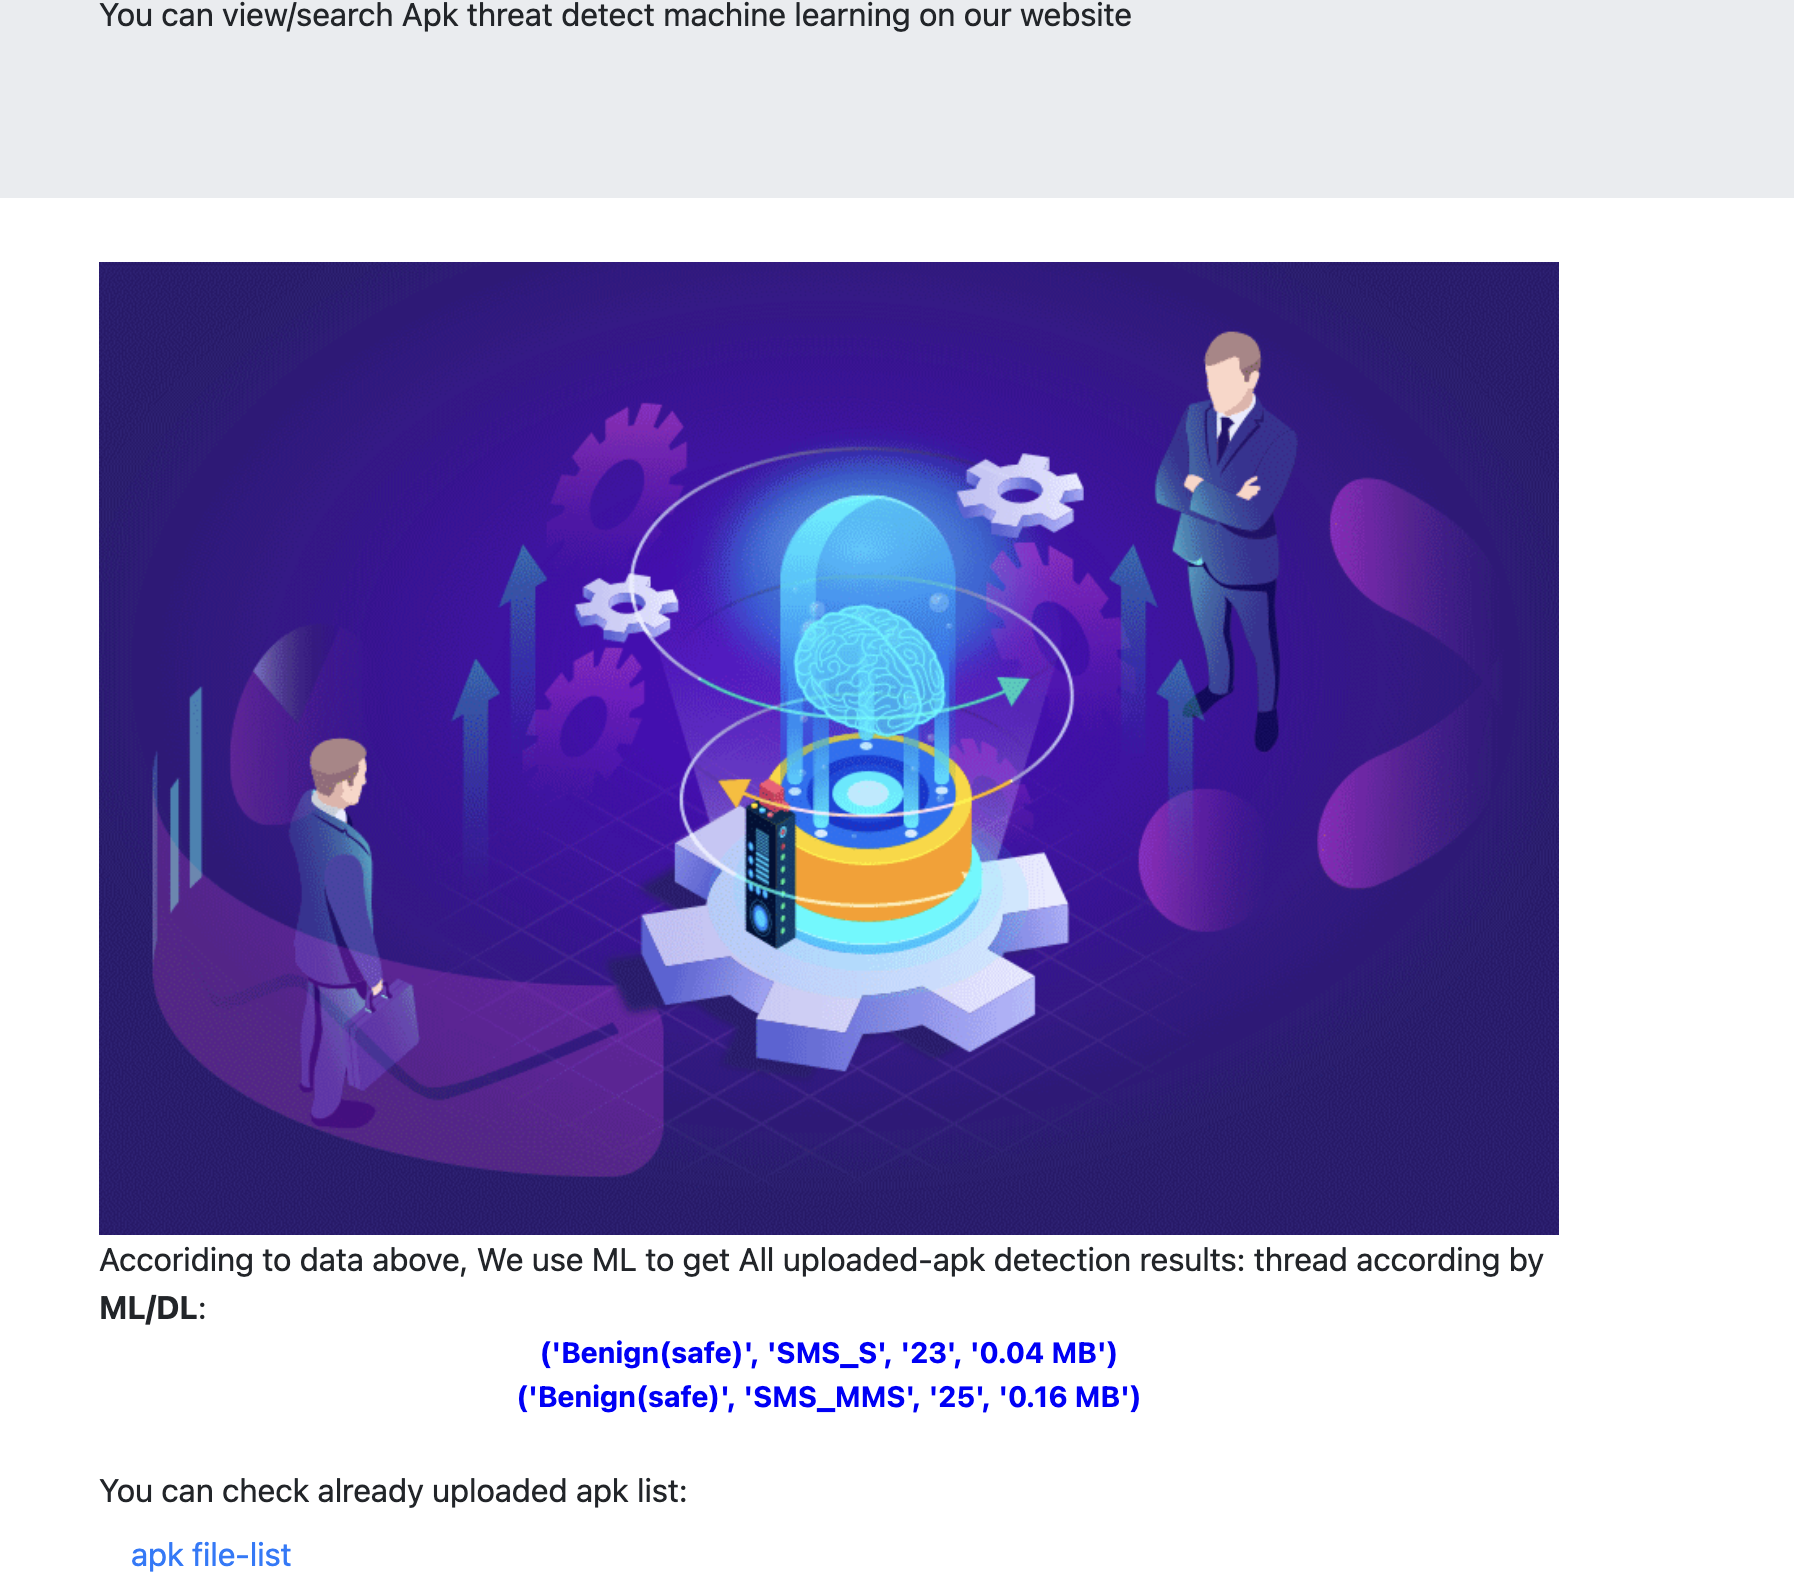 You can view/search Apk threat detect machine learning on our website
Accoriding to data above, We use ML to get All uploaded-apk detection results: thread according by
ML/DL:
('Benign(safe)', 'SMS_S', '23', '0.04 MB')
('Benign(safe)', 'SMS_MMS', '25', '0.16 MB')
You can check already uploaded apk list:
apk file-list